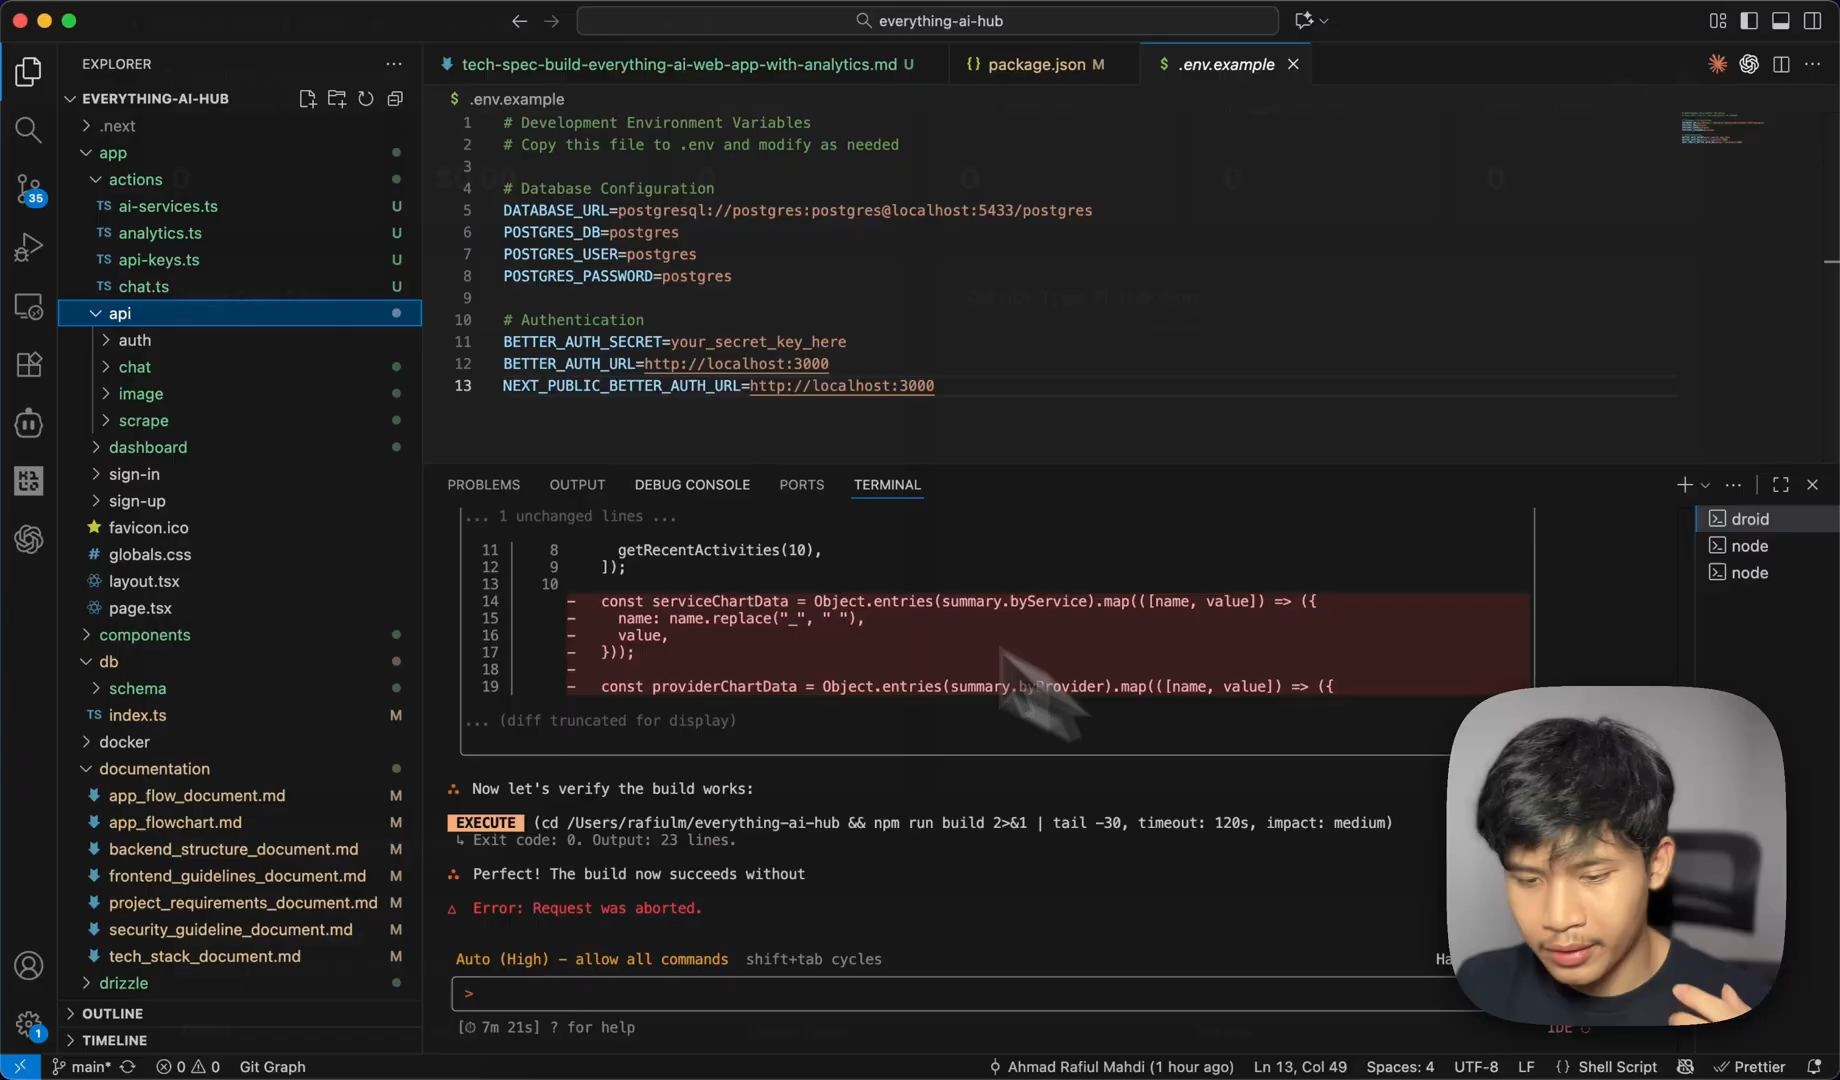 everything-ai-hub
EXPLORER
EVERYTHING-AI-HUB
.next
app
actions
TS ai-services.ts U
TS analytics.ts U
TS api-keys.ts U
TS chat.ts U
api
auth
chat
image
scrape
dashboard
sign-in
sign-up
favicon.ico
# globals.css
layout.tsx
page.tsx
components
db
schema
TS index.ts M
docker
documentation
app_flow_document.md M
app_flowchart.md M
backend_structure_document.md M
frontend_guidelines_document.md M
project_requirements_document.md M
security_guideline_document.md M
tech_stack_document.md M
drizzle
OUTLINE
TIMELINE
35
1
tech-spec-build-everything-ai-web-app-with-analytics.md U
{} package.json M
$ .env.example
$ .env.example
1 # Development Environment Variables
2 # Copy this file to .env and modify as needed
3
4 # Database Configuration
5 DATABASE_URL=postgresql://postgres:postgres@localhost:5433/postgres
6 POSTGRES_DB=postgres
7 POSTGRES_USER=postgres
8 POSTGRES_PASSWORD=postgres
9
10 # Authentication
11 BETTER_AUTH_SECRET=your_secret_key_here
12 BETTER_AUTH_URL=http://localhost:3000
13 NEXT_PUBLIC_BETTER_AUTH_URL=http://localhost:3000
PROBLEMS OUTPUT DEBUG CONSOLE PORTS TERMINAL
droid
node
node
... 1 unchanged lines ...
11 8 getRecentActivities(10),
12 9 ]);
13 10
14 - const serviceChartData = Object.entries(summary.byService).map(([name, value]) => ({
15 - name: name.replace("_", " "),
16 - value,
17 - }));
18 -
19 - const providerChartData = Object.entries(summary.byProvider).map(([name, value]) => ({
... (diff truncated for display)
Now let's verify the build works:
EXECUTE (cd /Users/rafiulm/everything-ai-hub && npm run build 2>&1 | tail -30, timeout: 120s, impact: medium)
↳ Exit code: 0. Output: 23 lines.
Perfect! The build now succeeds without
Error: Request was aborted.
Auto (High) - allow all commands shift+tab cycles
>
[⏱ 7m 21s] ? for help
IDE
main* 0 0 Git Graph
Ahmad Rafiul Mahdi (1 hour ago) Ln 13, Col 49 Spaces: 4 UTF-8 LF {} Shell Script Prettier